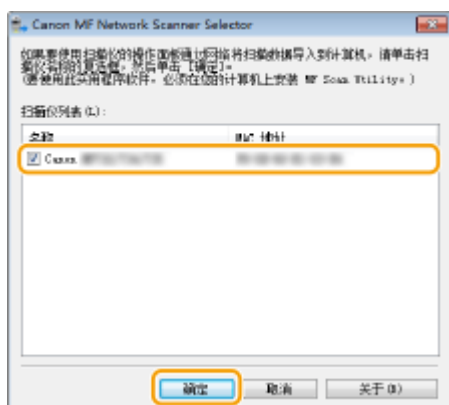 Canon MF Network Scanner Selector
如果要使用扫描仪的操作面板通过网络将扫描数据导入到计算机，请单击扫
描仪名称的复选框，然后单击 [确定]。
(要使用此实用程序软件，必须在您的计算机上安装 MF Scan Utility。)
扫描仪列表(L):
名称 MAC 地址
Canon
确定 取消 关于(B)